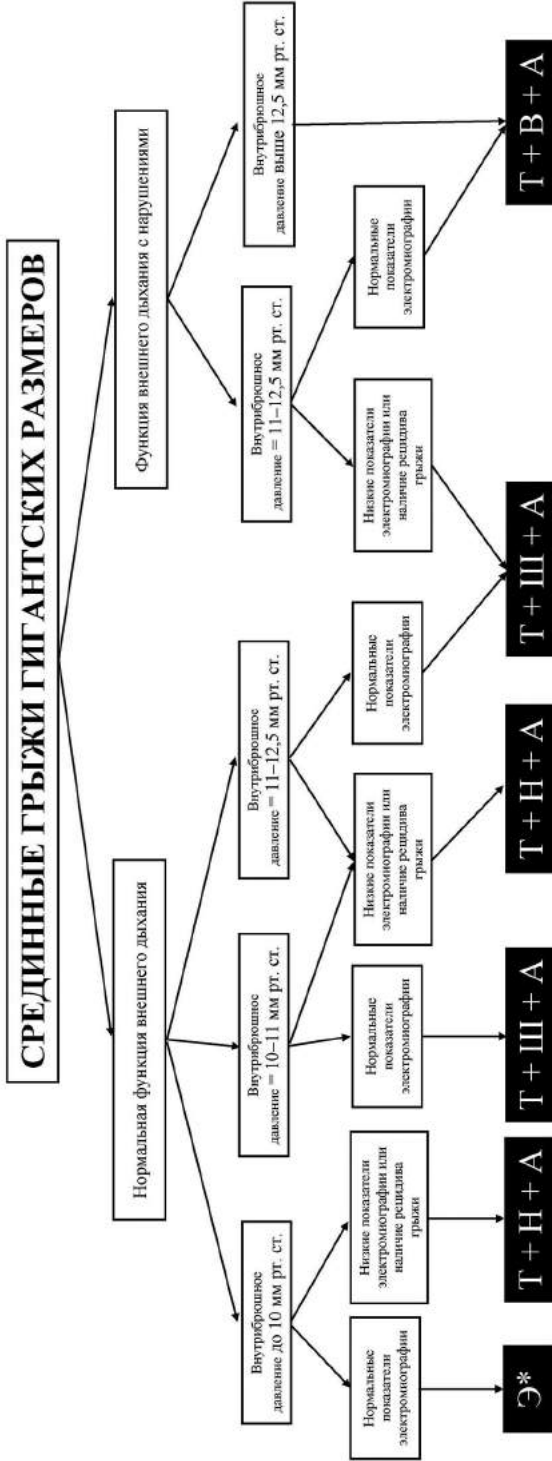 СРЕДИННЫЕ ГРЫЖИ ГИГАНТСКИХ РАЗМЕРОВ
Нормальная функция внешнего дыхания
Функция внешнего дыхания с нарушениями
Внутрибрюшное
давление до 10 мм рт. ст.
Внутрибрюшное
давление = 10–11 мм рт. ст.
Внутрибрюшное
давление = 11–12,5 мм рт. ст.
Внутрибрюшное
давление = 11–12,5 мм рт. ст.
Внутрибрюшное
давление выше 12,5 мм рт. ст.
Нормальные
показатели
электромиографии
Низкие показатели
электромиографии или
наличие рецидива
грыжи
Нормальные
показатели
электромиографии
Низкие показатели
электромиографии или
наличие рецидива
грыжи
Нормальные
показатели
электромиографии
Низкие показатели
электромиографии или
наличие рецидива
грыжи
Нормальные
показатели
электромиографии
Э*
Т + Н + А
Т + Ш + А
Т + Н + А
Т + Ш + А
Т + В + А